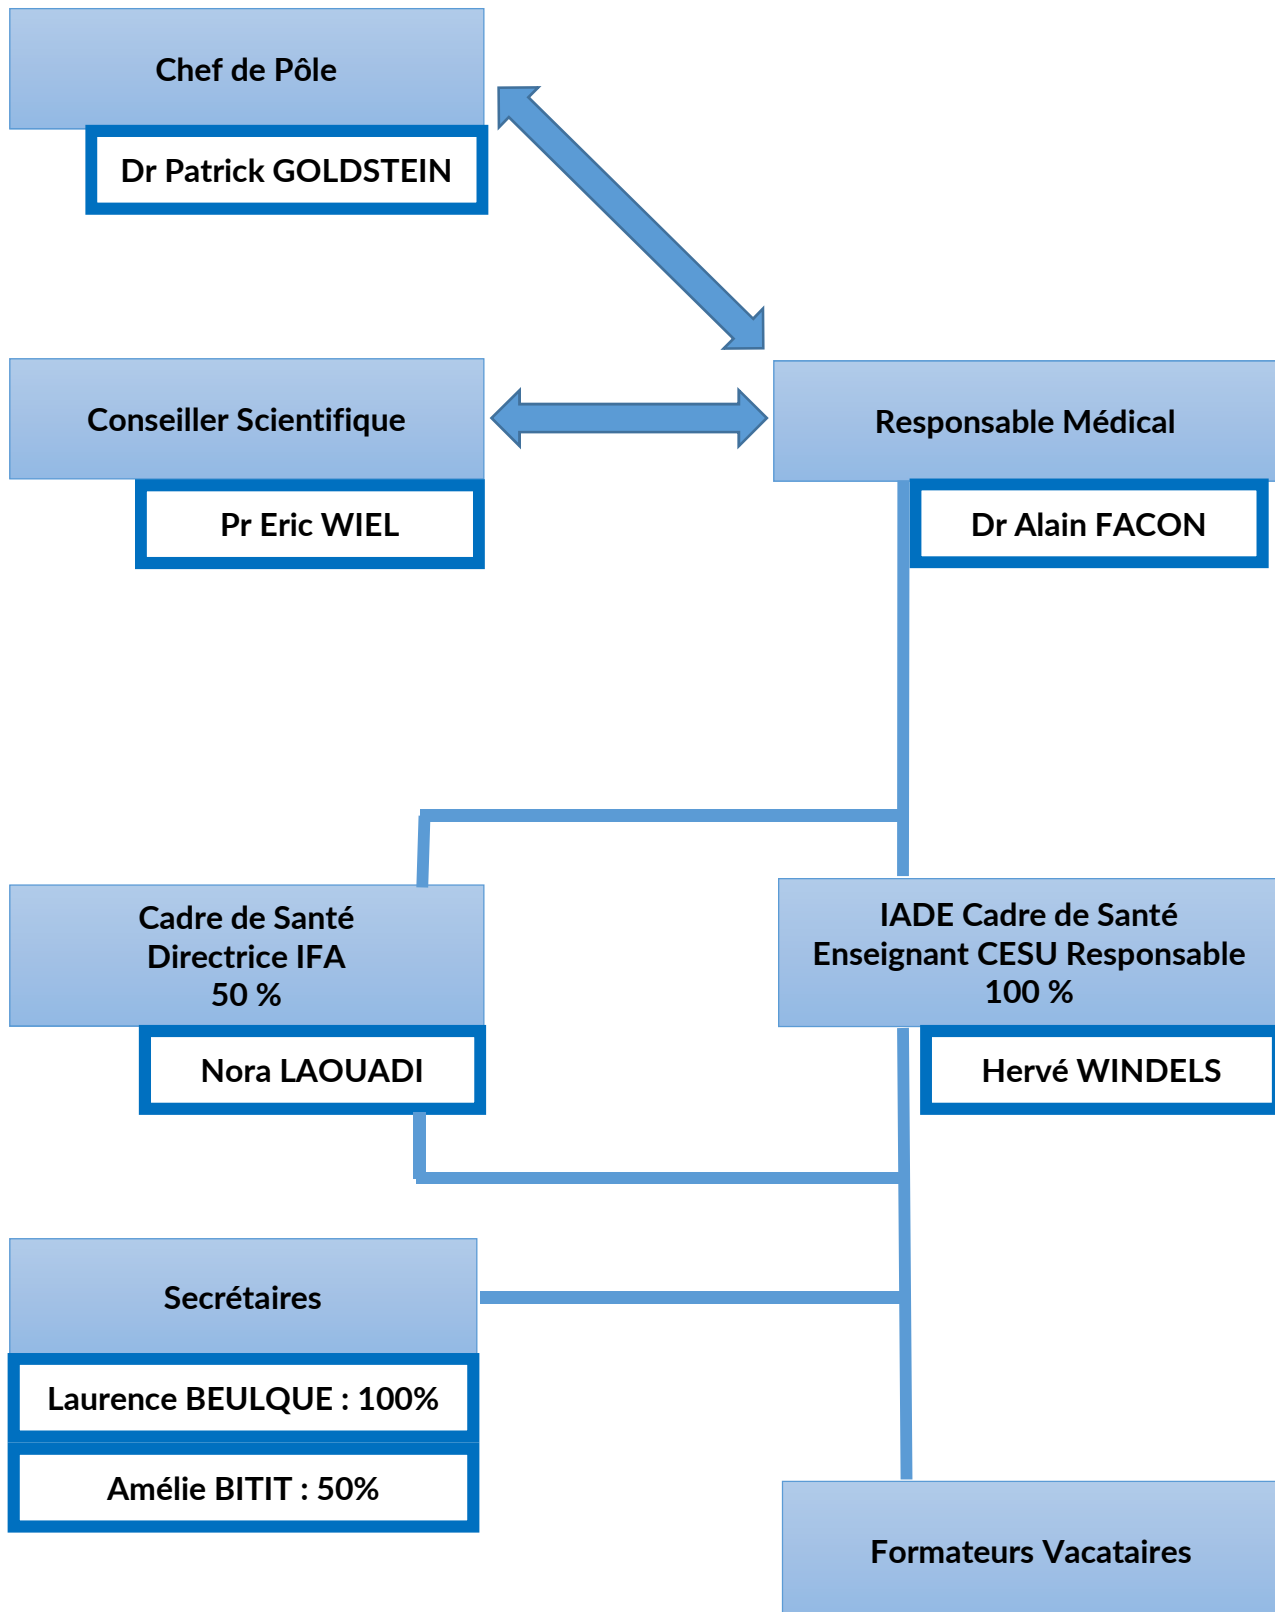 Chef de Pôle
Dr Patrick GOLDSTEIN
Conseiller Scientifique
Pr Eric WIEL
Responsable Médical
Dr Alain FACON
Cadre de Santé
Directrice IFA
50 %
Nora LAOUADI
IADE Cadre de Santé
Enseignant CESU Responsable
100 %
Hervé WINDELS
Secrétaires
Laurence BEULQUE : 100%
Amélie BITIT : 50%
Formateurs Vacataires